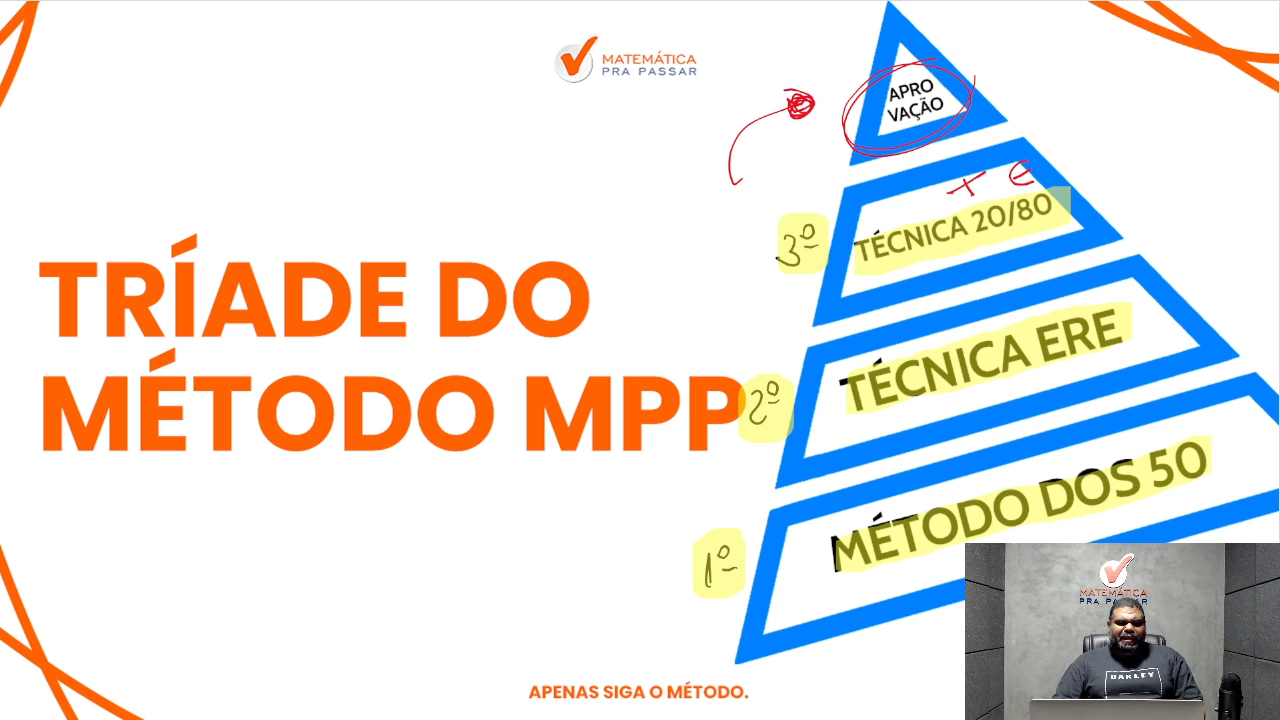 MATEMÁTICA
PRA PASSAR
APRO
VAÇÃO
+ E
3º
TÉCNICA 20/80
TRÍADE DO
MÉTODO MPP
2º
TÉCNICA ERE
1º
MÉTODO DOS 50
MATEMÁTICA
PRA PASSAR
OAKLEY
APENAS SIGA O MÉTODO.